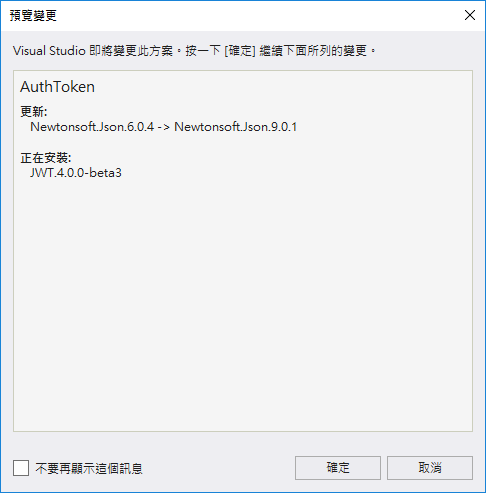 預覽變更
Visual Studio 即將變更此方案。按一下 [確定] 繼續下面所列的變更。
AuthToken
更新:
Newtonsoft.Json.6.0.4 -> Newtonsoft.Json.9.0.1
正在安裝:
JWT.4.0.0-beta3
不要再顯示這個訊息
確定
取消